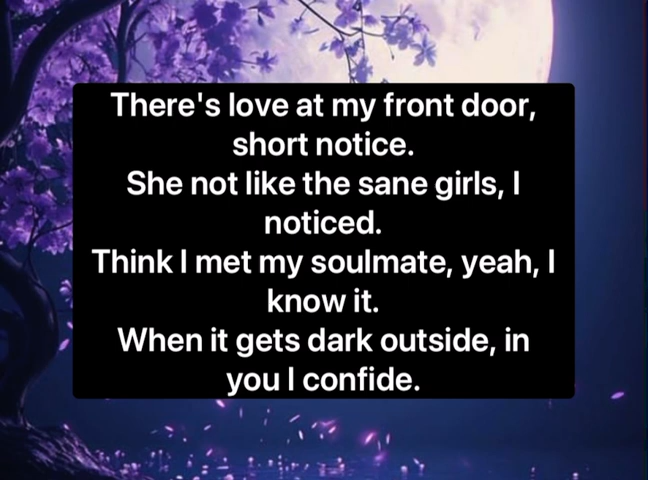 There's love at my front door,
short notice.
She not like the sane girls, I
noticed.
Think I met my soulmate, yeah, I
know it.
When it gets dark outside, in
you I confide.